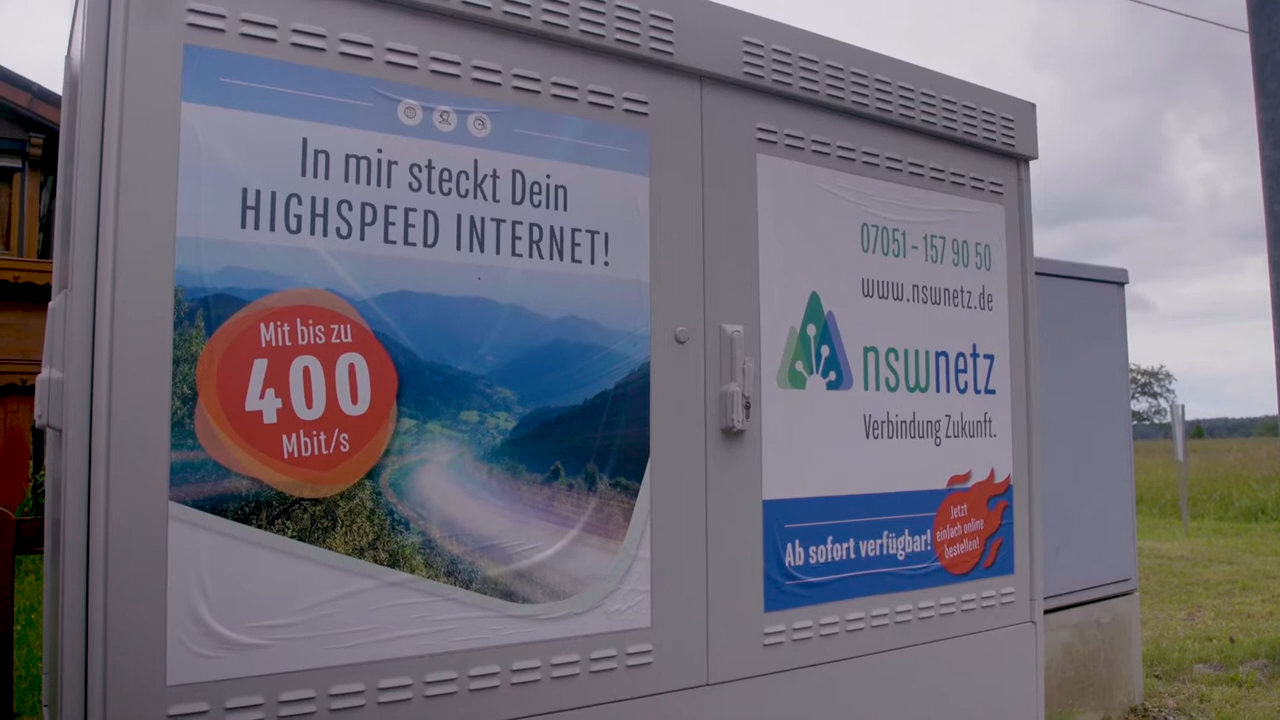 In mir steckt Dein
HIGHSPEED INTERNET!
Mit bis zu
400
Mbit/s
07051 - 157 90 50
www.nswnetz.de
nswnetz
Verbindung Zukunft.
Ab sofort verfügbar!
Jetzt
einfach online
bestellen!